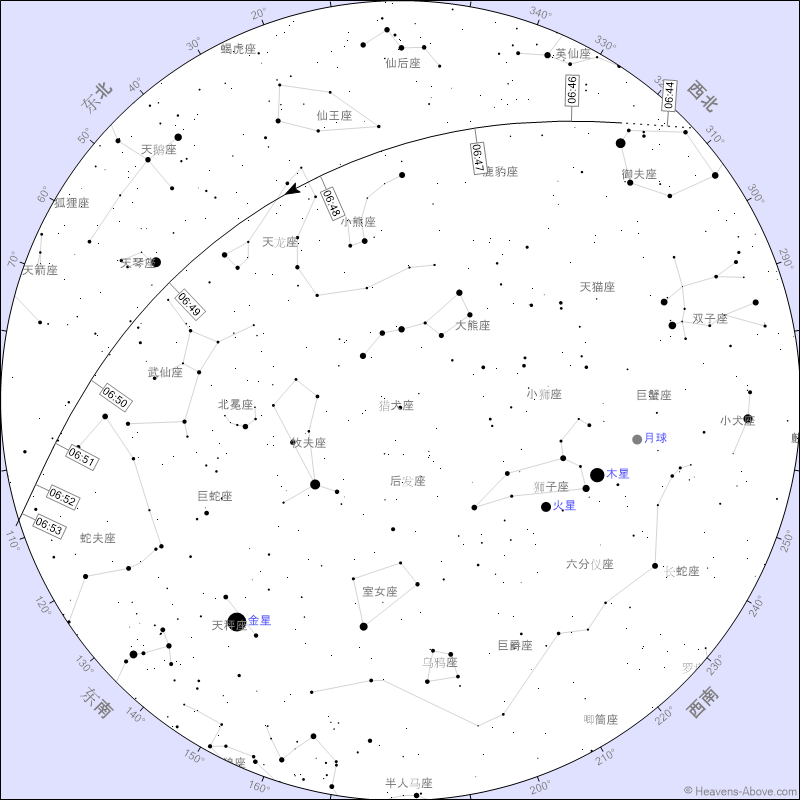 340°
30°
蝎虎座
英仙座
330°
仙后座
06:46
06:44
西北
东北
40°
仙王座
50°
天鹅座
310°
06:47
鹿豹座
御夫座
60°
狐狸座
300°
06:48
小熊座
天龙座
70°
天箭座
天琴座
290°
06:49
天猫座
大熊座
双子座
武仙座
06:50
北冕座
猎犬座
小狮座
巨蟹座
牧夫座
小犬座
月球
06:51
后发座
狮子座
木星
巨蛇座
06:52
火星
06:53
110°
蛇夫座
250°
六分仪座
长蛇座
室女座
120°
240°
天秤座
金星
巨爵座
乌鸦座
130°
230°
东南
西南
140°
唧筒座
220°
150°
210°
160°
半人马座
200°
© Heavens-Above.com